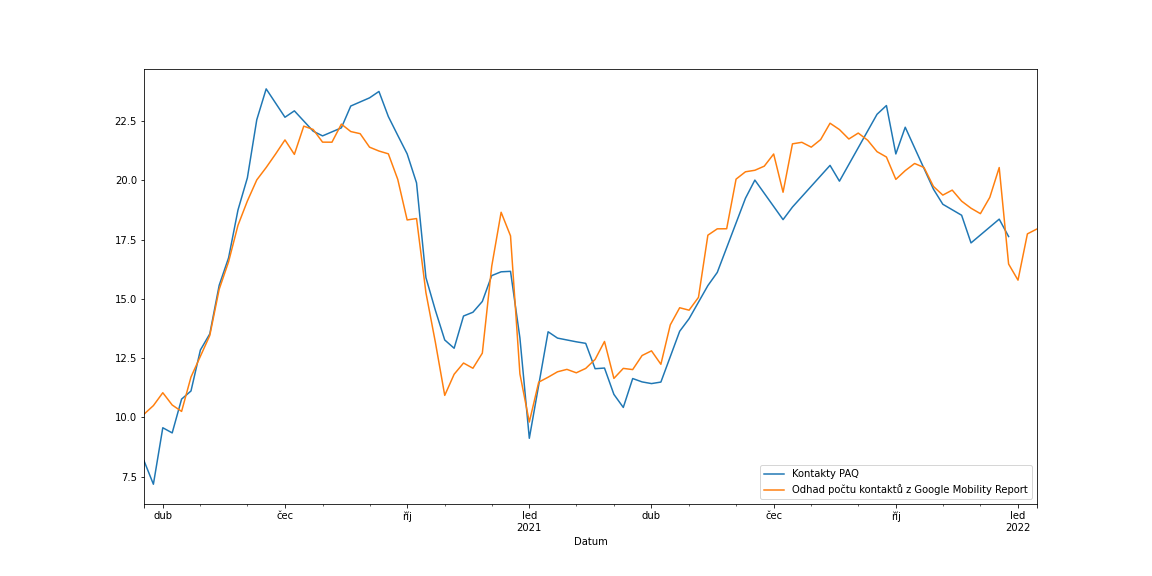 22.5
20.0
17.5
15.0
12.5
10.0
7.5
dub
čec
říj
led
2021
dub
čec
říj
led
2022
Datum
Kontakty PAQ
Odhad počtu kontaktů z Google Mobility Report